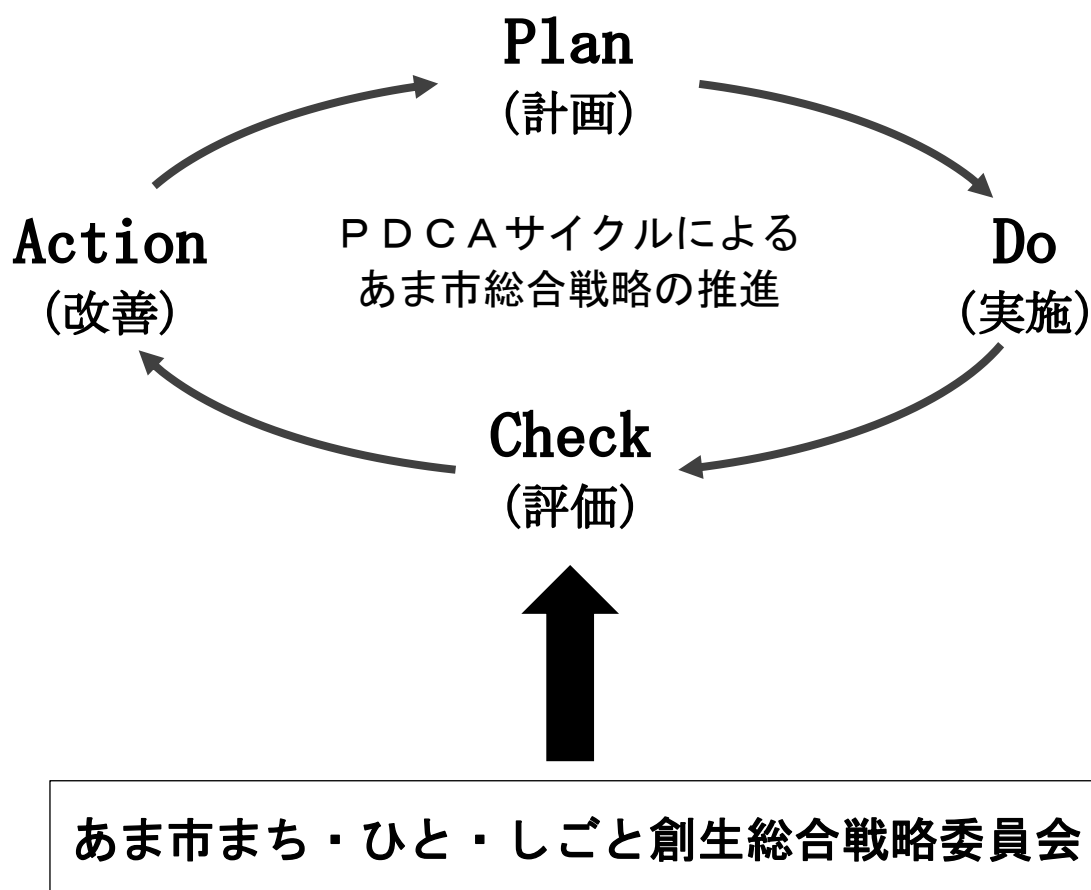 Plan
(計画)
Action
(改善)
ＰＤＣＡサイクルによる
あま市総合戦略の推進
Do
(実施)
Check
(評価)
あま市まち・ひと・しごと創生総合戦略委員会